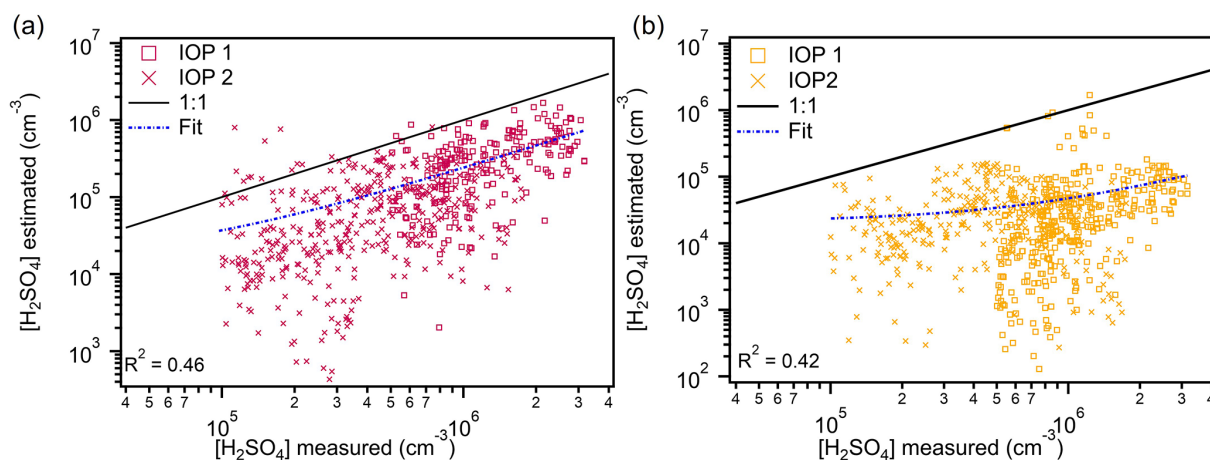 (a)
10^7
10^6
10^5
10^4
10^3
[H₂SO₄] estimated (cm^-3)
IOP 1
IOP 2
1:1
Fit
R^2 = 0.46
4 5 6 7 10^5 2 3 4 5 6 7 10^6 2 3 4
[H₂SO₄] measured (cm^-3)
(b)
10^7
10^6
10^5
10^4
10^3
10^2
[H₂SO₄] estimated (cm^-3)
IOP 1
IOP2
1:1
Fit
R^2 = 0.42
4 5 6 7 10^5 2 3 4 5 6 7 10^6 2 3 4
[H₂SO₄] measured (cm^-3)